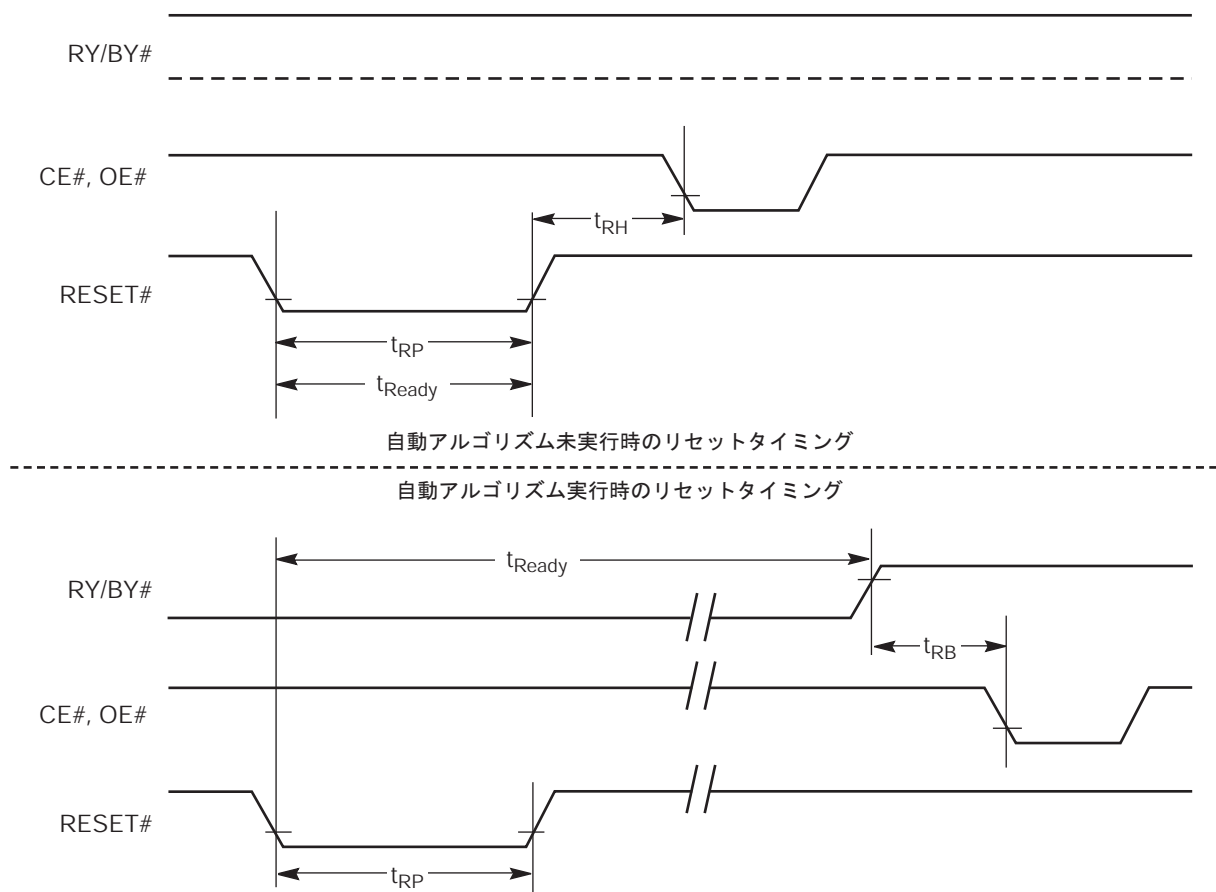 RY/BY#
CE#, OE#
tRH
RESET#
tRP
tReady
自動アルゴリズム未実行時のリセットタイミング
自動アルゴリズム実行時のリセットタイミング
tReady
RY/BY#
tRB
CE#, OE#
RESET#
tRP